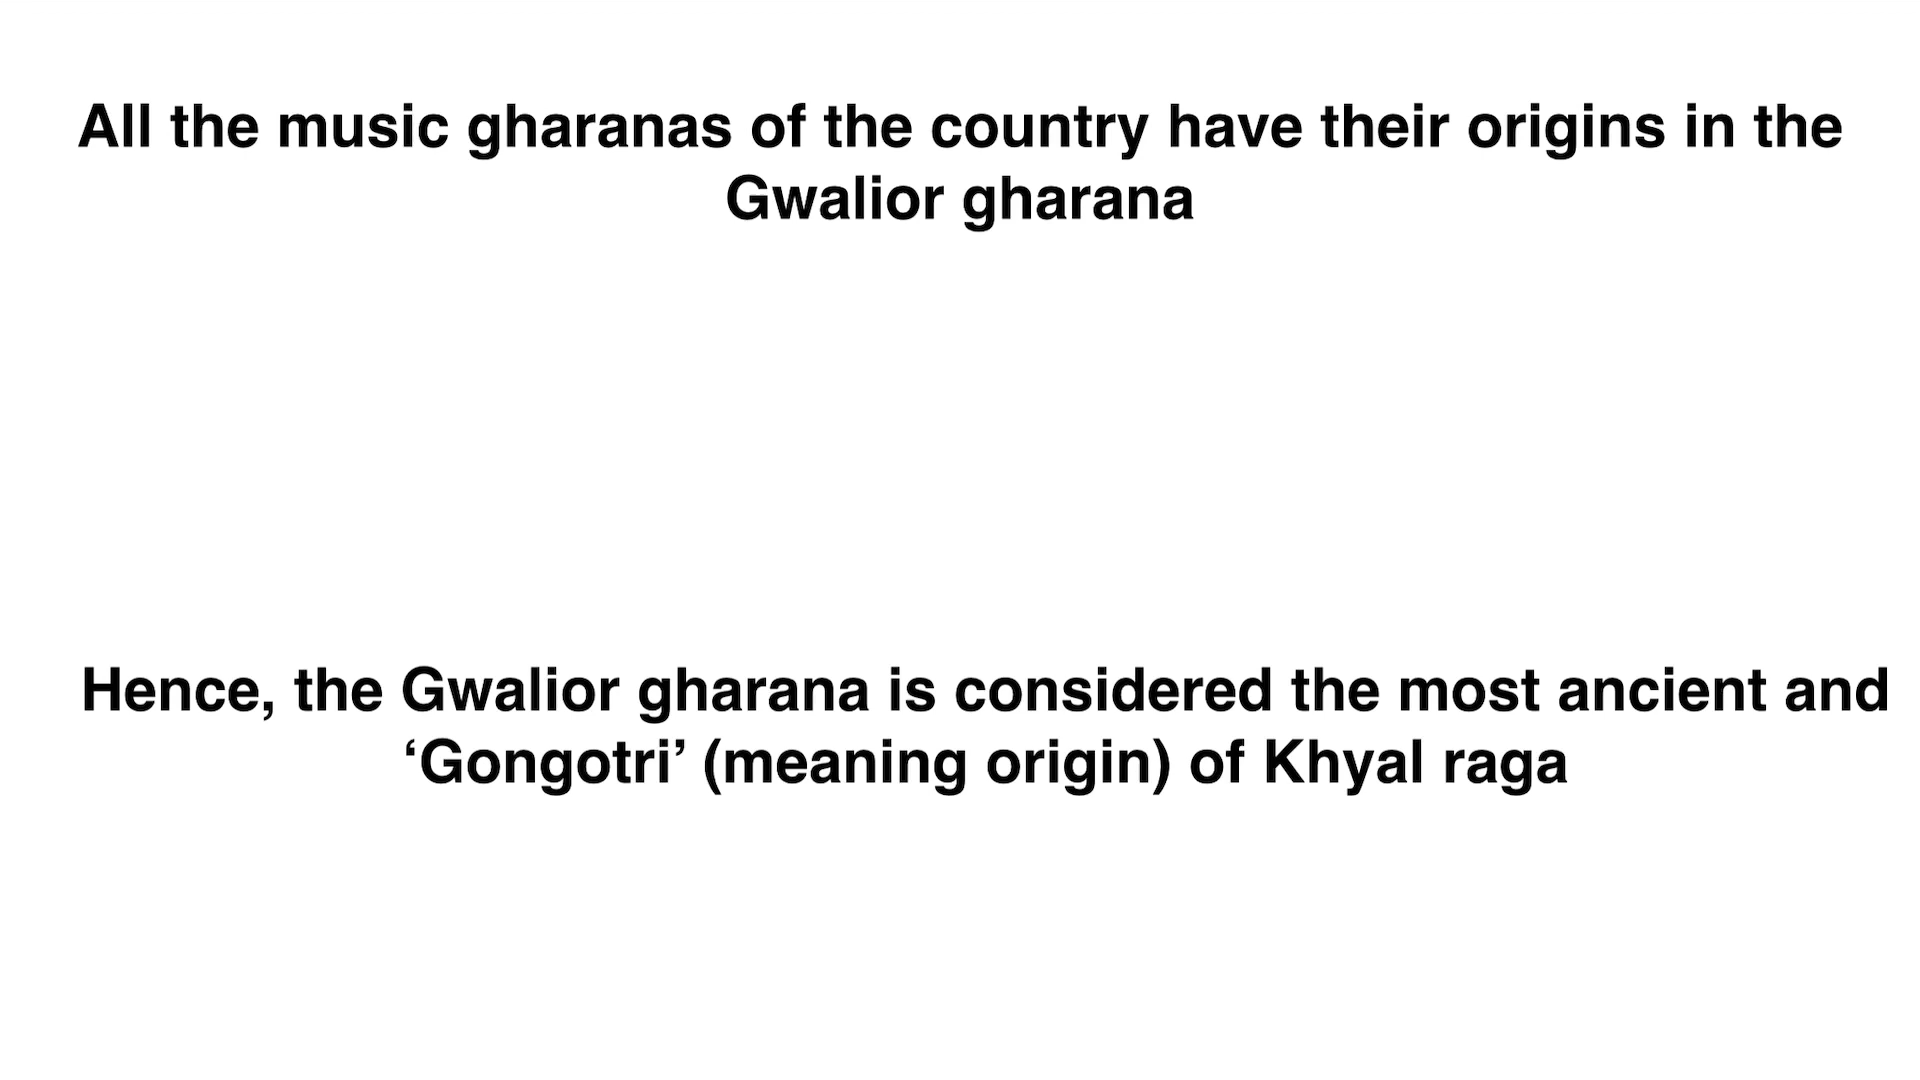 All the music gharanas of the country have their origins in the
Gwalior gharana
Hence, the Gwalior gharana is considered the most ancient and
‘Gongotri’ (meaning origin) of Khyal raga